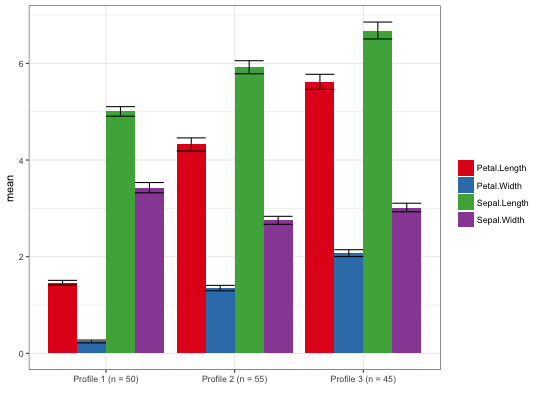 mean
6
4
2
0
Profile 1 (n = 50) Profile 2 (n = 55) Profile 3 (n = 45)
Petal.Length
Petal.Width
Sepal.Length
Sepal.Width